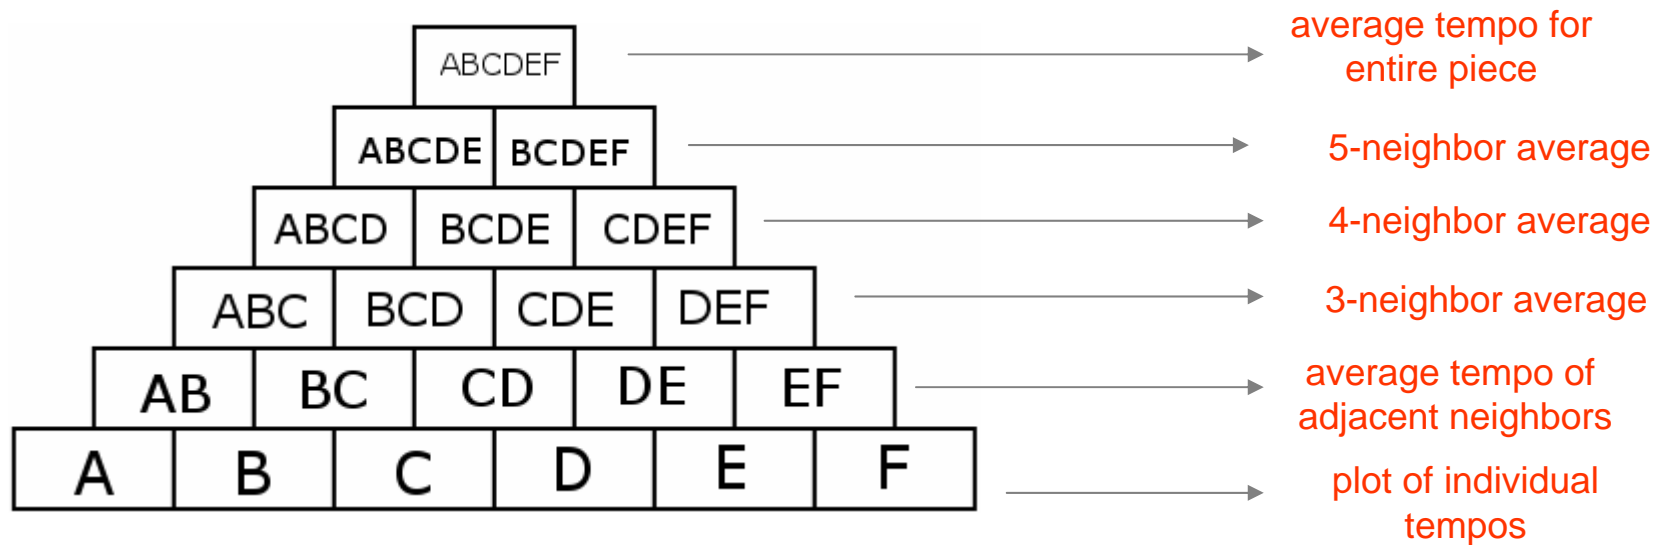 ABCDEF
average tempo for
entire piece
ABCDE BCDEF
5-neighbor average
ABCD BCDE CDEF
4-neighbor average
ABC BCD CDE DEF
3-neighbor average
AB BC CD DE EF
average tempo of
adjacent neighbors
A B C D E F
plot of individual
tempos